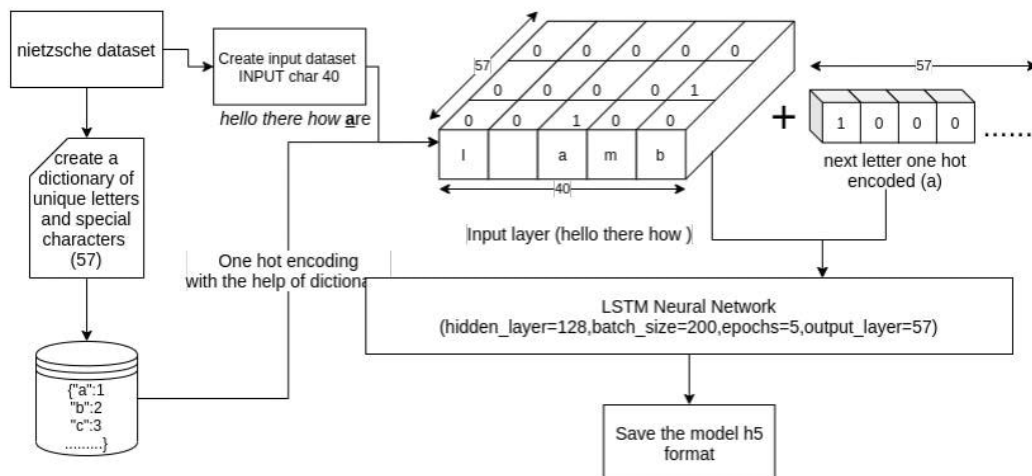 nietzsche dataset
Create input dataset
INPUT char 40
hello there how are
create a
dictionary of
unique letters
and special
characters
(57)
{"a":1
"b":2
"c":3
.........}
One hot encoding
with the help of dictiona
57
0 0 0 0 0
0 0 0 0 1
0 0 1 0 0
I a m b
40
Input layer (hello there how )
+
57
1 0 0 0 ......
next letter one hot
encoded (a)
LSTM Neural Network
(hidden_layer=128,batch_size=200,epochs=5,output_layer=57)
Save the model h5
format